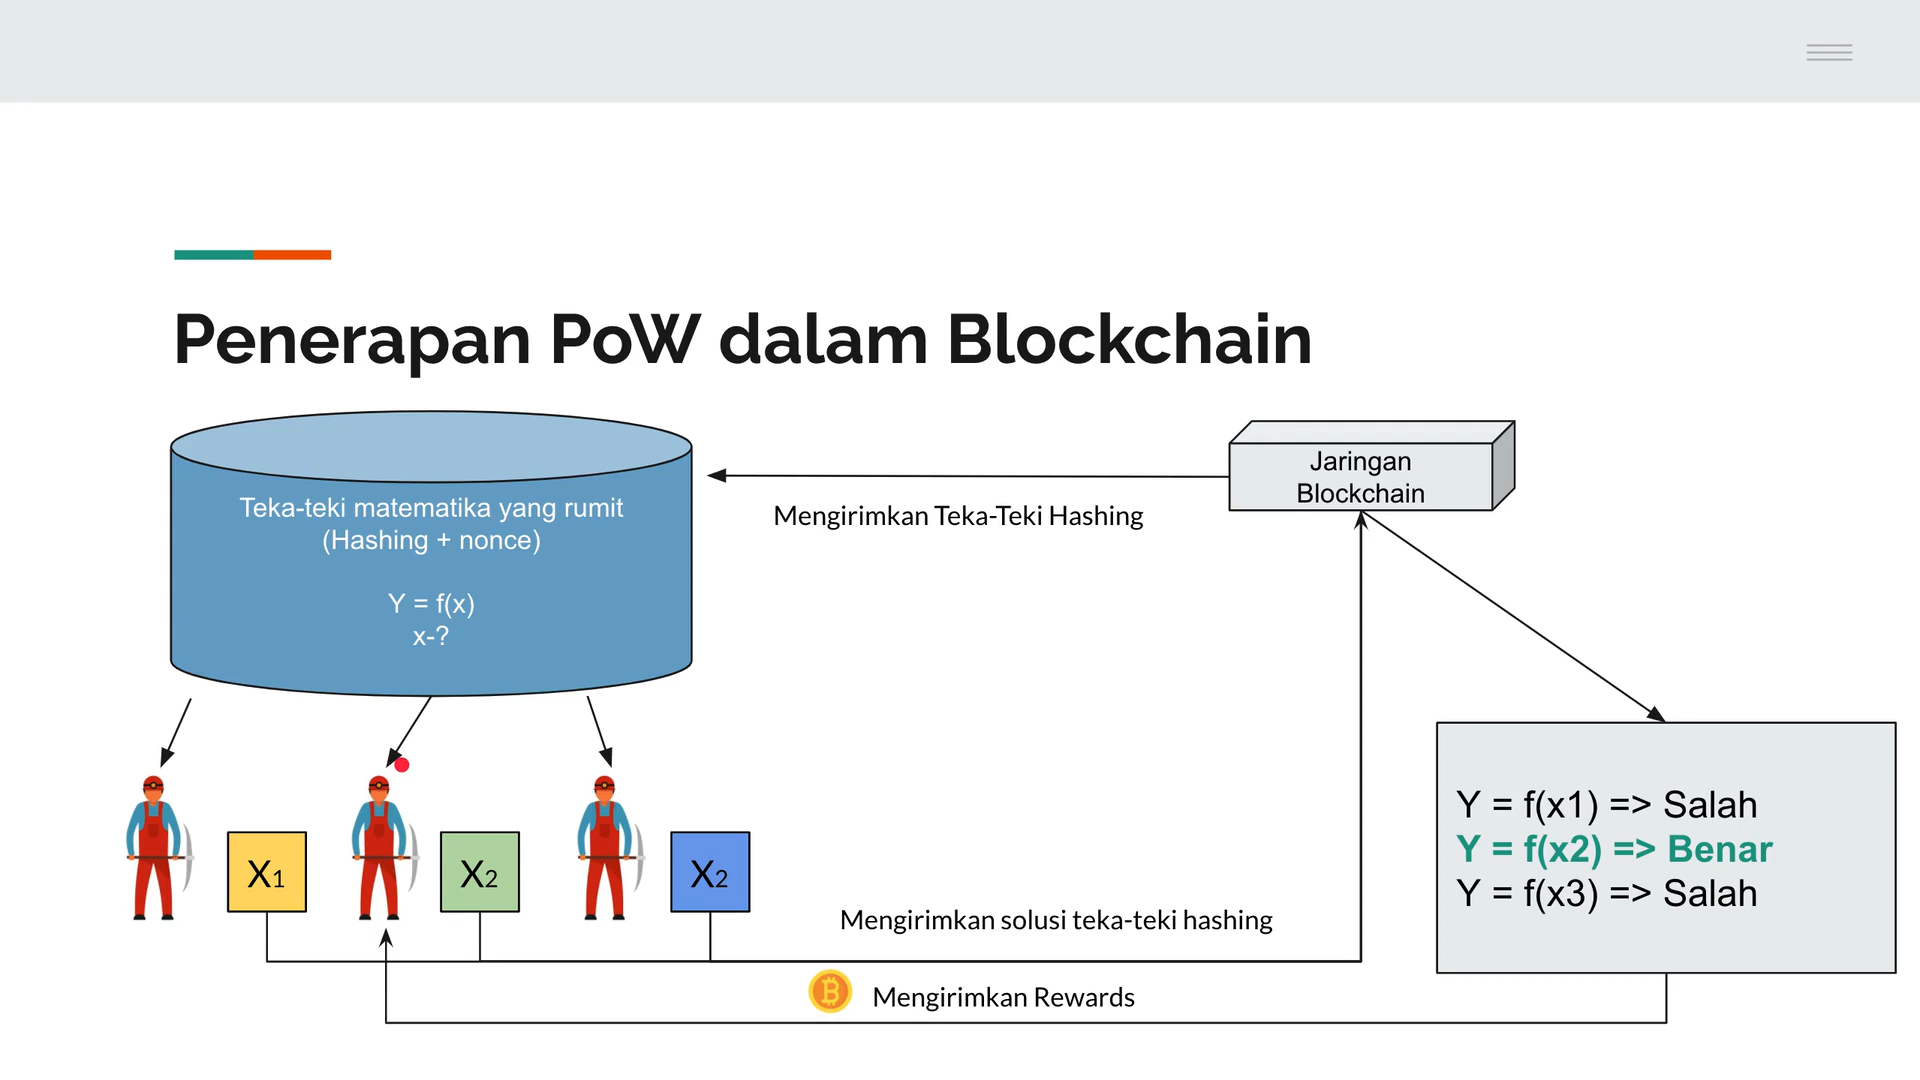 Penerapan PoW dalam Blockchain
Teka-teki matematika yang rumit
(Hashing + nonce)
Y = f(x)
x-?
Mengirimkan Teka-Teki Hashing
Jaringan
Blockchain
X1
X2
X2
Mengirimkan solusi teka-teki hashing
Mengirimkan Rewards
Y = f(x1) => Salah
Y = f(x2) => Benar
Y = f(x3) => Salah